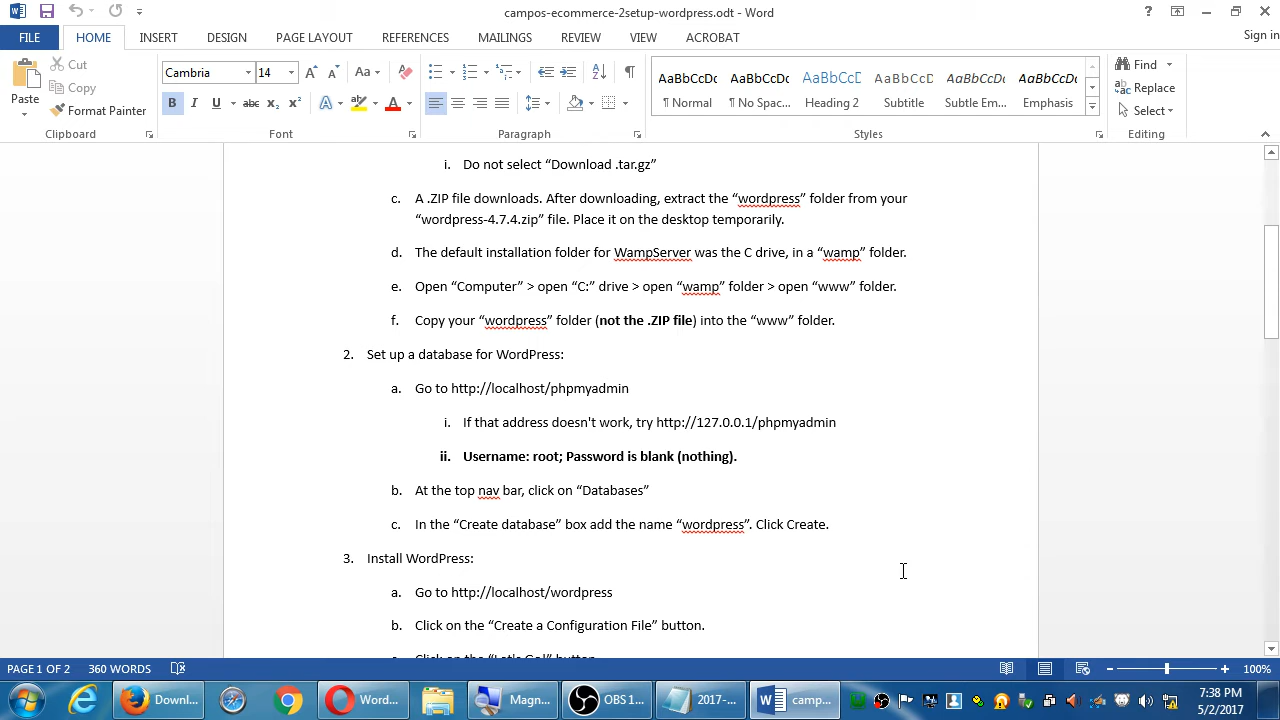 campos-ecommerce-2setup-wordpress.odt - Word
FILE HOME INSERT DESIGN PAGE LAYOUT REFERENCES MAILINGS REVIEW VIEW ACROBAT Sign in
Paste
Cut
Copy
Format Painter
Clipboard
Cambria 14
Font
Paragraph
AaBbCcDc AaBbCcDc AaBbCcD AaBbCcDc AaBbCcDc AaBbCcDc
¶ Normal ¶ No Spac... Heading 2 Subtitle Subtle Em... Emphasis
Styles
Find
Replace
Select
Editing
i. Do not select “Download .tar.gz”
c. A .ZIP file downloads. After downloading, extract the “wordpress” folder from your
“wordpress-4.7.4.zip” file. Place it on the desktop temporarily.
d. The default installation folder for WampServer was the C drive, in a “wamp” folder.
e. Open “Computer” > open “C:” drive > open “wamp” folder > open “www” folder.
f. Copy your “wordpress” folder (not the .ZIP file) into the “www” folder.
2. Set up a database for WordPress:
a. Go to http://localhost/phpmyadmin
i. If that address doesn't work, try http://127.0.0.1/phpmyadmin
ii. Username: root; Password is blank (nothing).
b. At the top nav bar, click on “Databases”
c. In the “Create database” box add the name “wordpress”. Click Create.
3. Install WordPress:
a. Go to http://localhost/wordpress
b. Click on the “Create a Configuration File” button.
c. Click on the “Let's Go!” button.
PAGE 1 OF 2 360 WORDS 100%
Downl... Word... Magn... OBS 1... 2017-... camp...
7:38 PM
5/2/2017